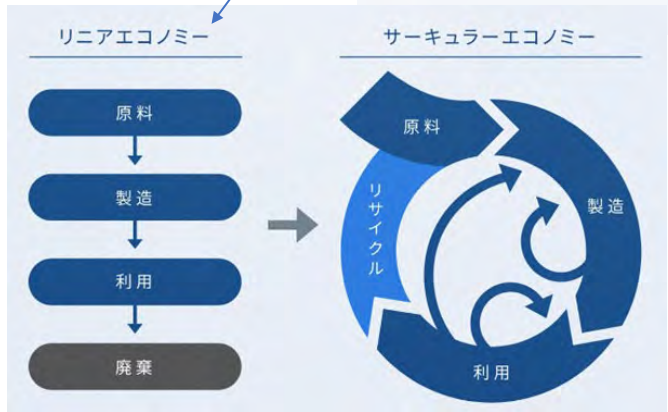 リニアエコノミー
原料
製造
利用
廃棄
サーキュラーエコノミー
原料
製造
利用
リサイクル